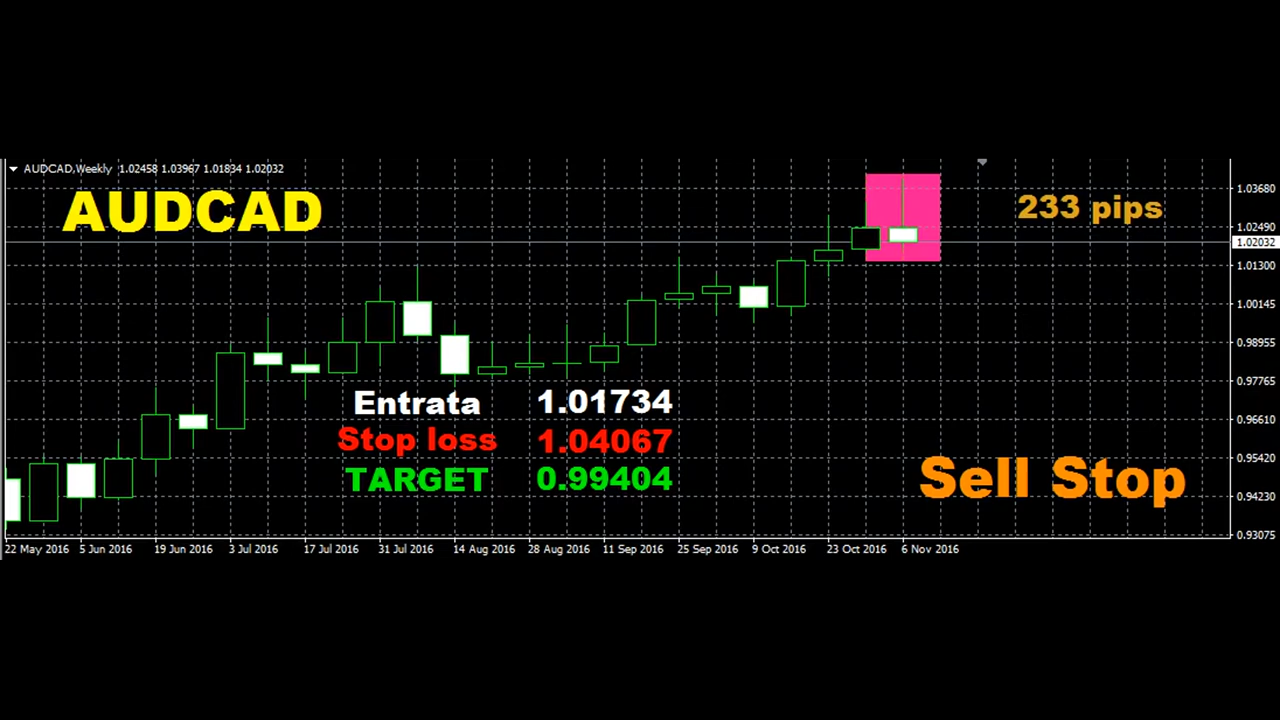 AUDCAD,Weekly 1.02458 1.03967 1.01834 1.02032
AUDCAD
233 pips
1.03680
1.02490
1.02032
1.01300
1.00145
0.98955
0.97765
0.96610
0.95420
0.94230
0.93075
Entrata 1.01734
Stop loss 1.04067
TARGET 0.99404
Sell Stop
22 May 2016 5 Jun 2016 19 Jun 2016 3 Jul 2016 17 Jul 2016 31 Jul 2016 14 Aug 2016 28 Aug 2016 11 Sep 2016 25 Sep 2016 9 Oct 2016 23 Oct 2016 6 Nov 2016